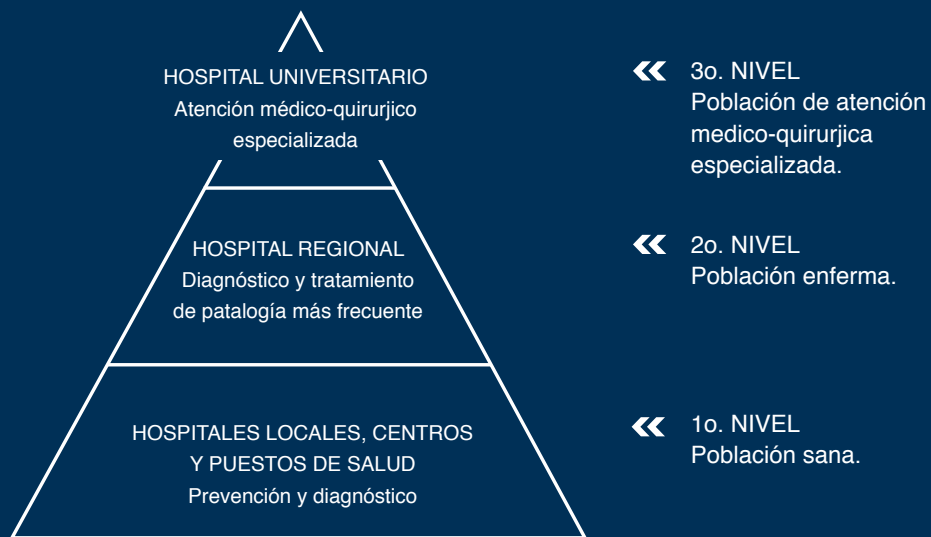 HOSPITAL UNIVERSITARIO
Atención médico-quirurjico
especializada
3o. NIVEL
Población de atención
medico-quirurjica
especializada.
HOSPITAL REGIONAL
Diagnóstico y tratamiento
de patalogía más frecuente
2o. NIVEL
Población enferma.
HOSPITALES LOCALES, CENTROS
Y PUESTOS DE SALUD
Prevención y diagnóstico
1o. NIVEL
Población sana.